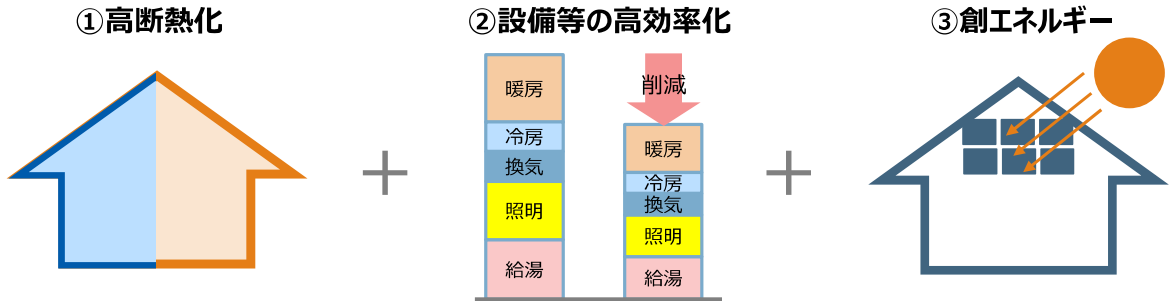 ①高断熱化
②設備等の高効率化
③創エネルギー
暖房
冷房
換気
照明
給湯
削減
暖房
冷房
換気
照明
給湯